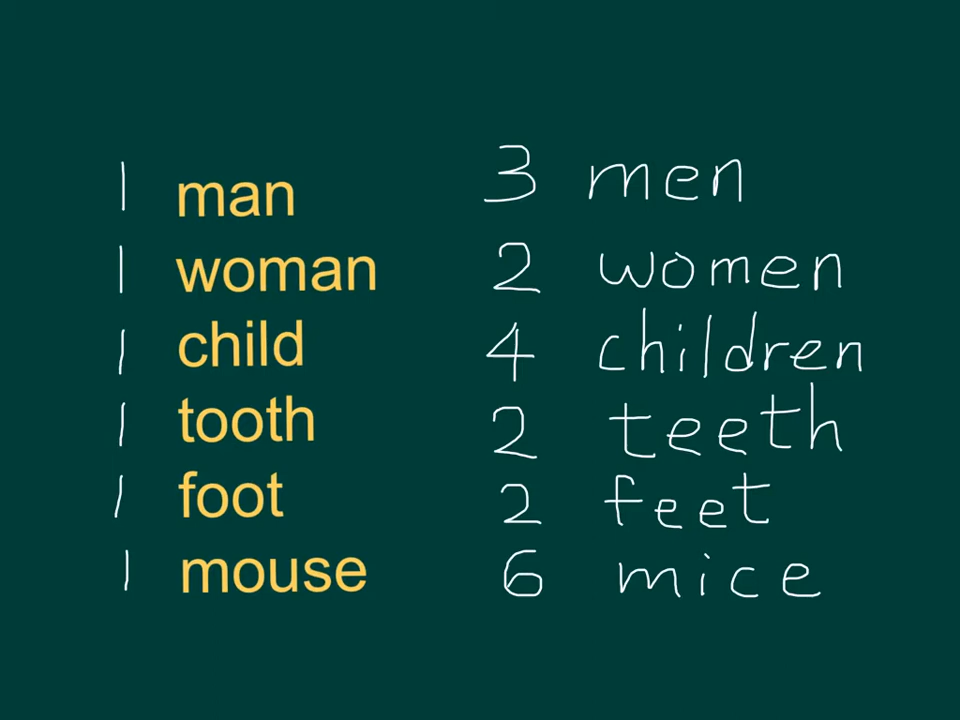 1 man 3 men
1 woman 2 women
1 child 4 children
1 tooth 2 teeth
1 foot 2 feet
1 mouse 6 mice